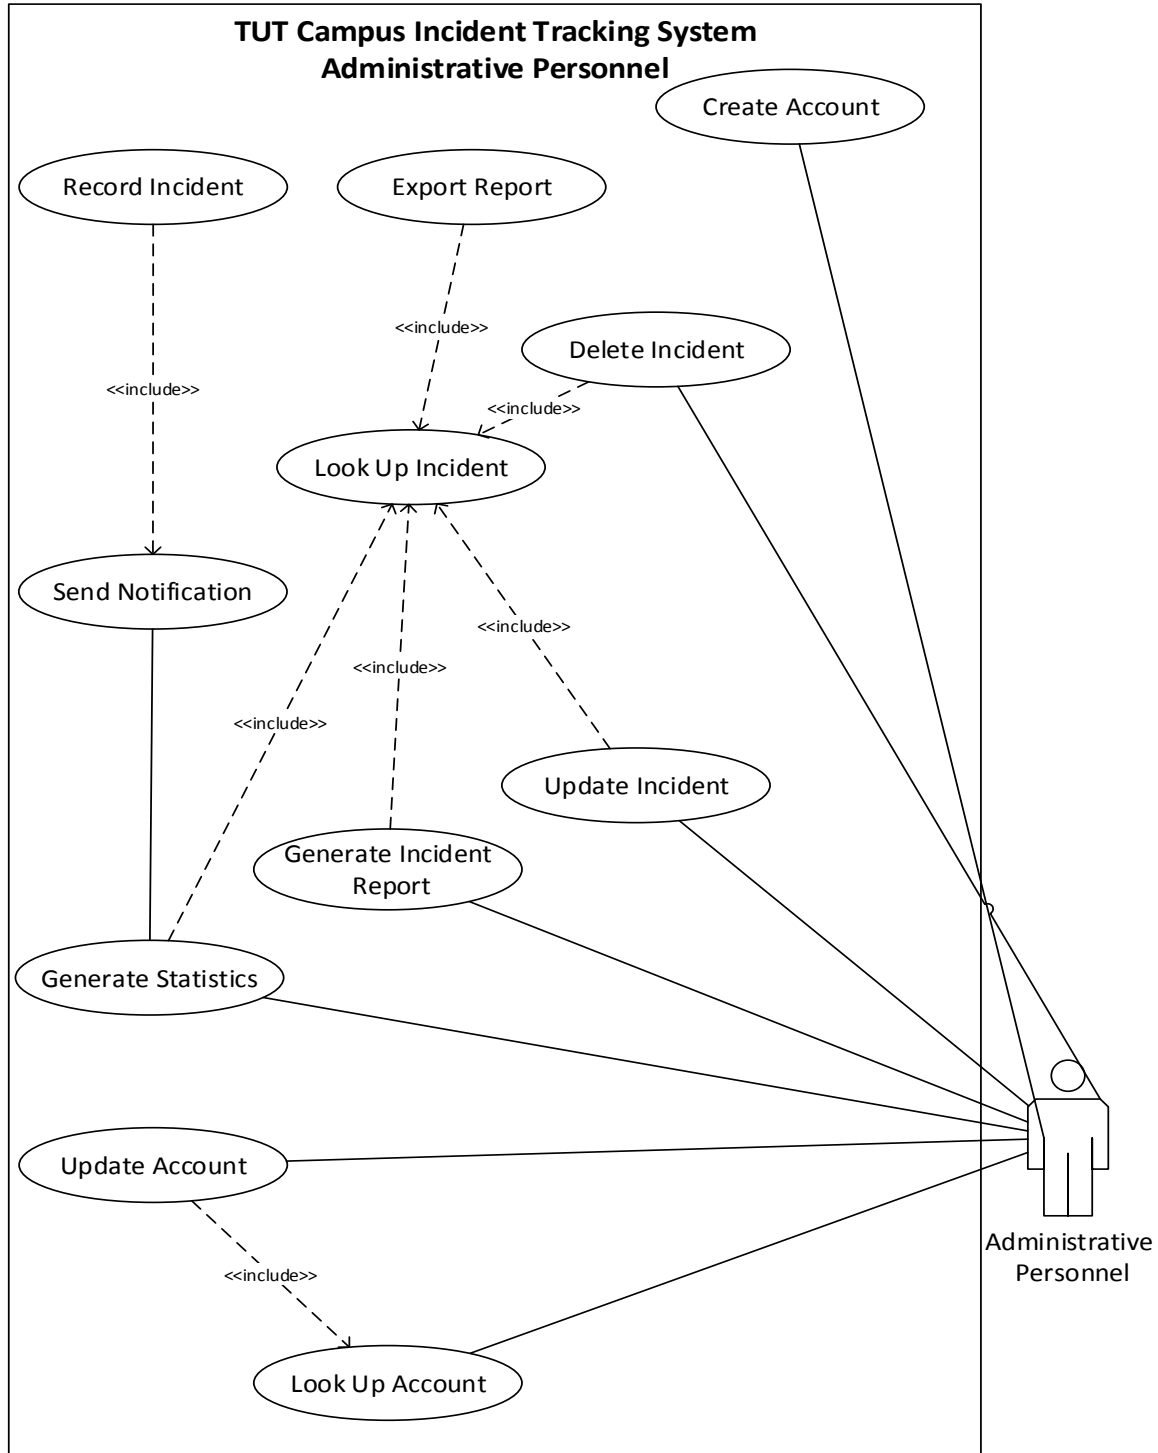 TUT Campus Incident Tracking System
Administrative Personnel
Create Account
Record Incident
Export Report
<<include>>
Delete Incident
<<include>>
<<include>>
Look Up Incident
Send Notification
<<include>>
<<include>>
<<include>>
Update Incident
Generate Incident
Report
Generate Statistics
Update Account
Administrative
Personnel
<<include>>
Look Up Account